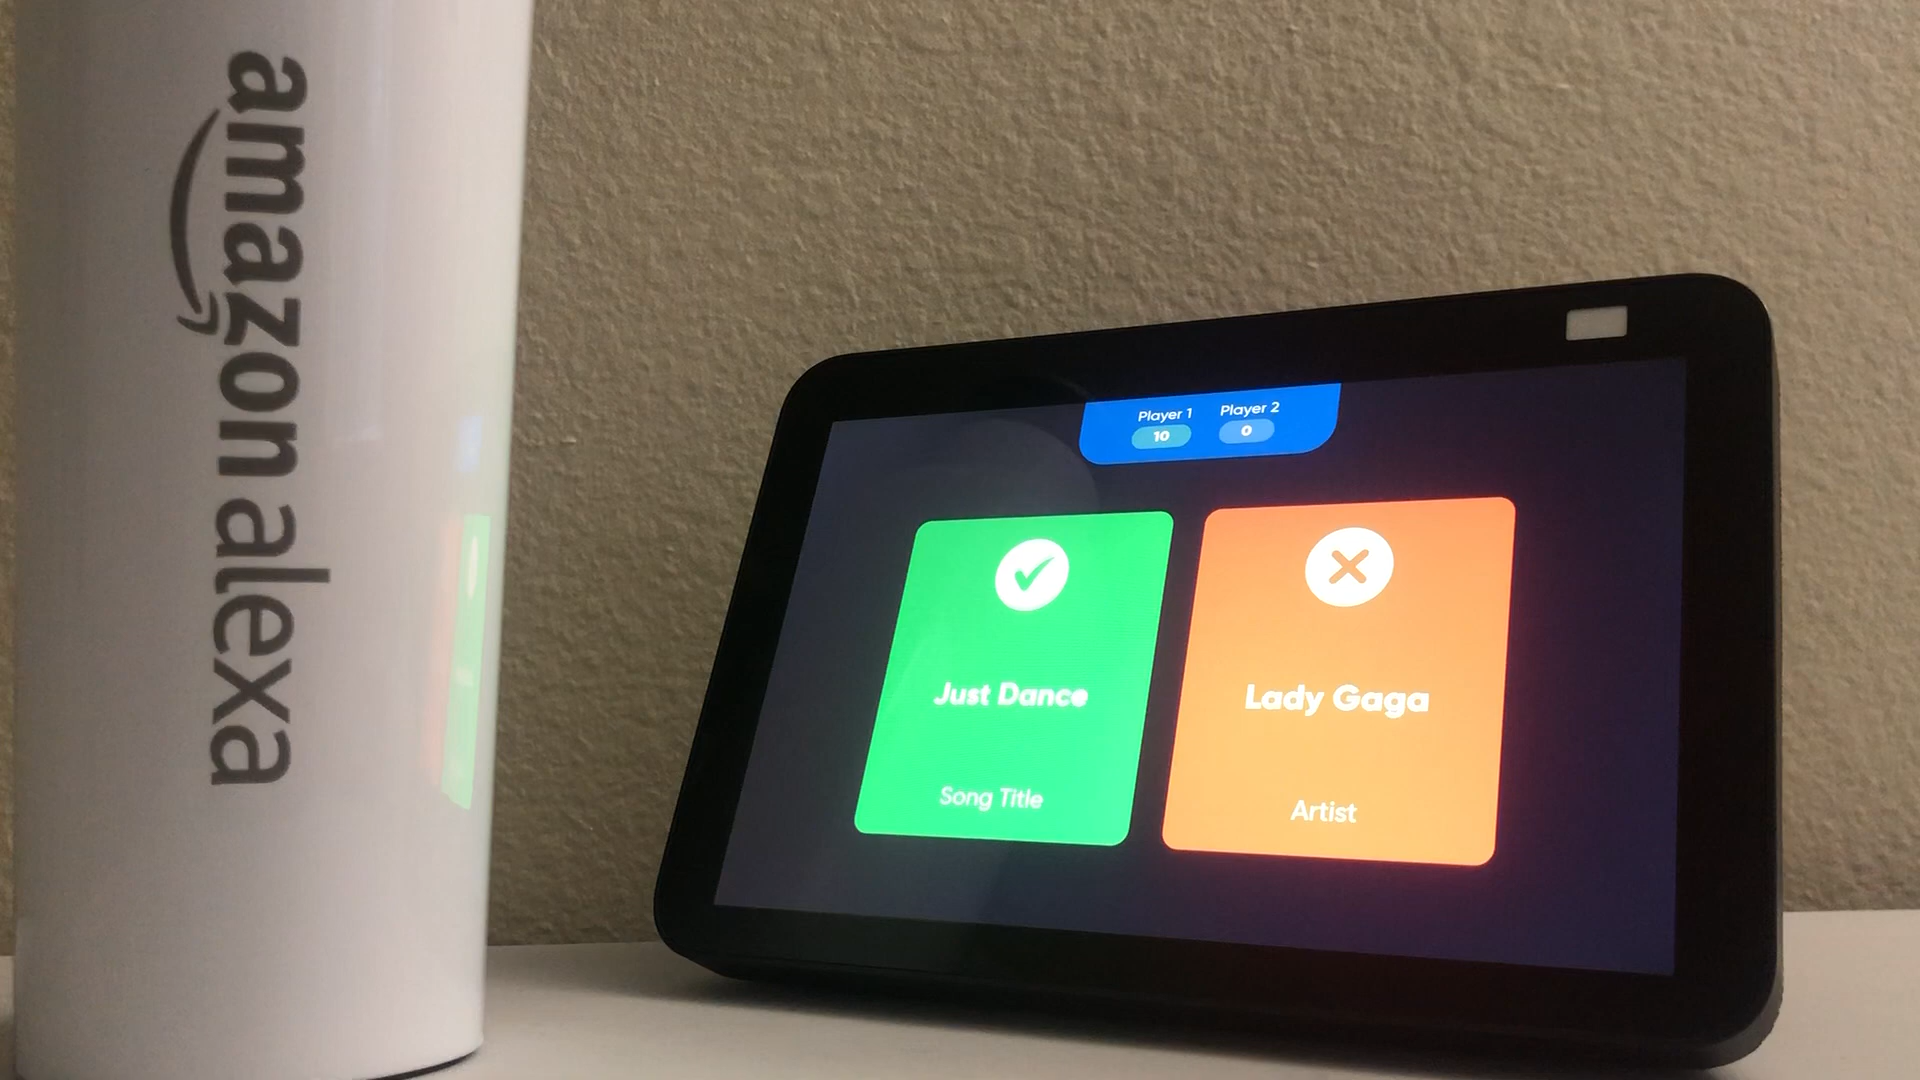 amazon alexa
Player 1 Player 2
10 0
Just Dance
Song Title
Lady Gaga
Artist